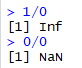 > 1/0
[1] Inf
> 0/0
[1] NaN